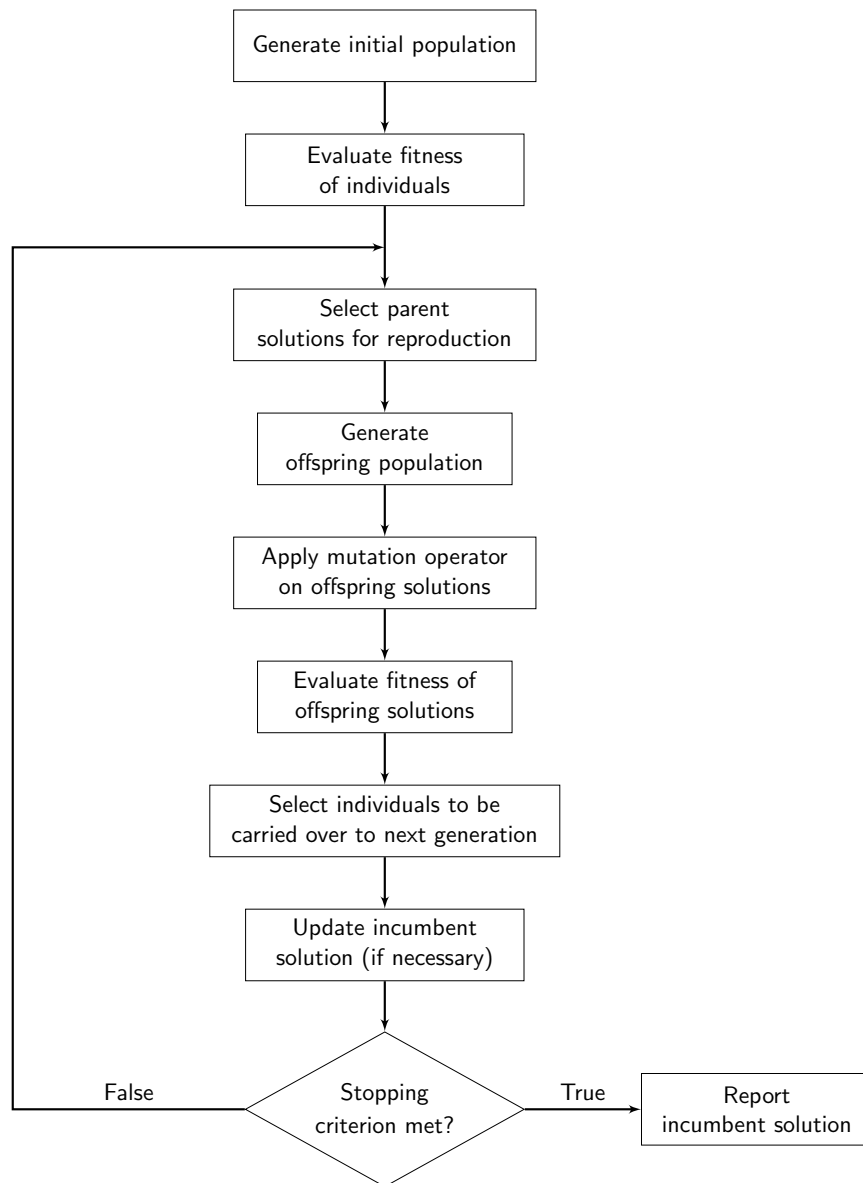 Generate initial population
Evaluate fitness
of individuals
Select parent
solutions for reproduction
Generate
offspring population
Apply mutation operator
on offspring solutions
Evaluate fitness of
offspring solutions
Select individuals to be
carried over to next generation
Update incumbent
solution (if necessary)
False
Stopping
criterion met?
True
Report
incumbent solution